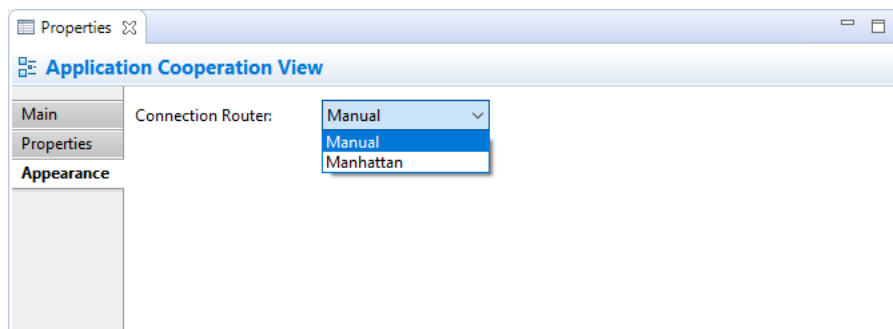 Properties
Application Cooperation View
Main
Connection Router:
Manual
Properties
Manual
Manhattan
Appearance